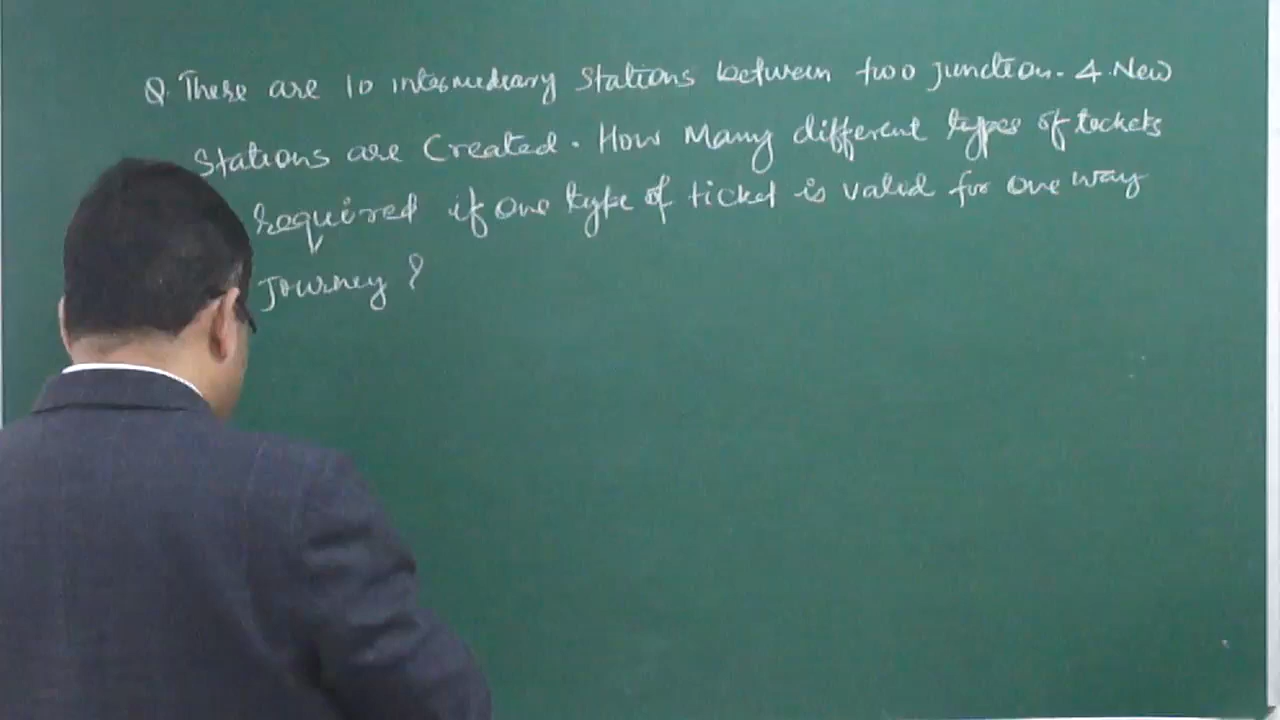 Q. There are 10 intermediary Stations between two junction. 4 New
Stations are Created. How Many different types of tickets
required if one type of ticket is valid for one way
Journey ?